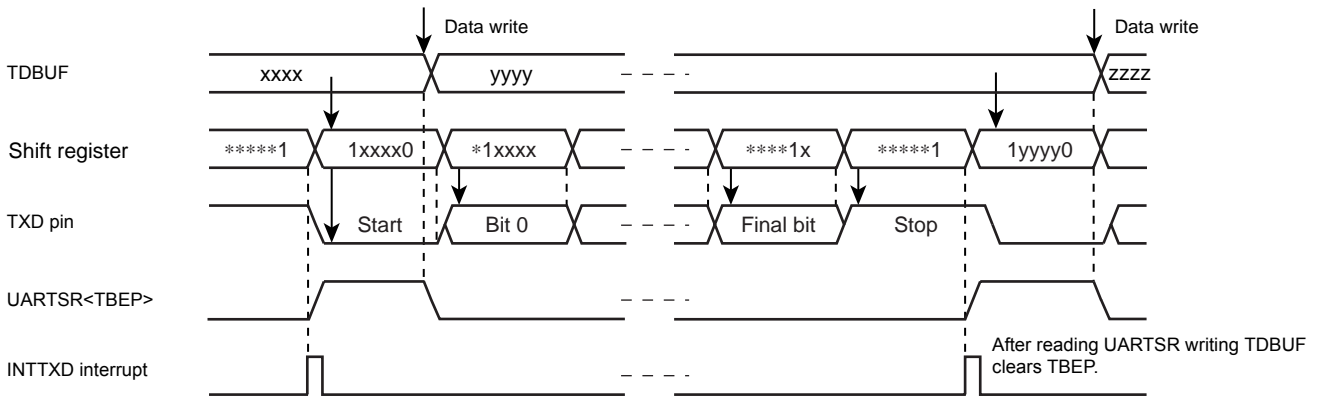 Data write Data write
TDBUF xxxx yyyy zzzz
Shift register *****1 1xxxx0 *1xxxx ****1x *****1 1yyyy0
TXD pin Start Bit 0 Final bit Stop
UARTSR<TBEP>
After reading UARTSR writing TDBUF
INTTXD interrupt clears TBEP.